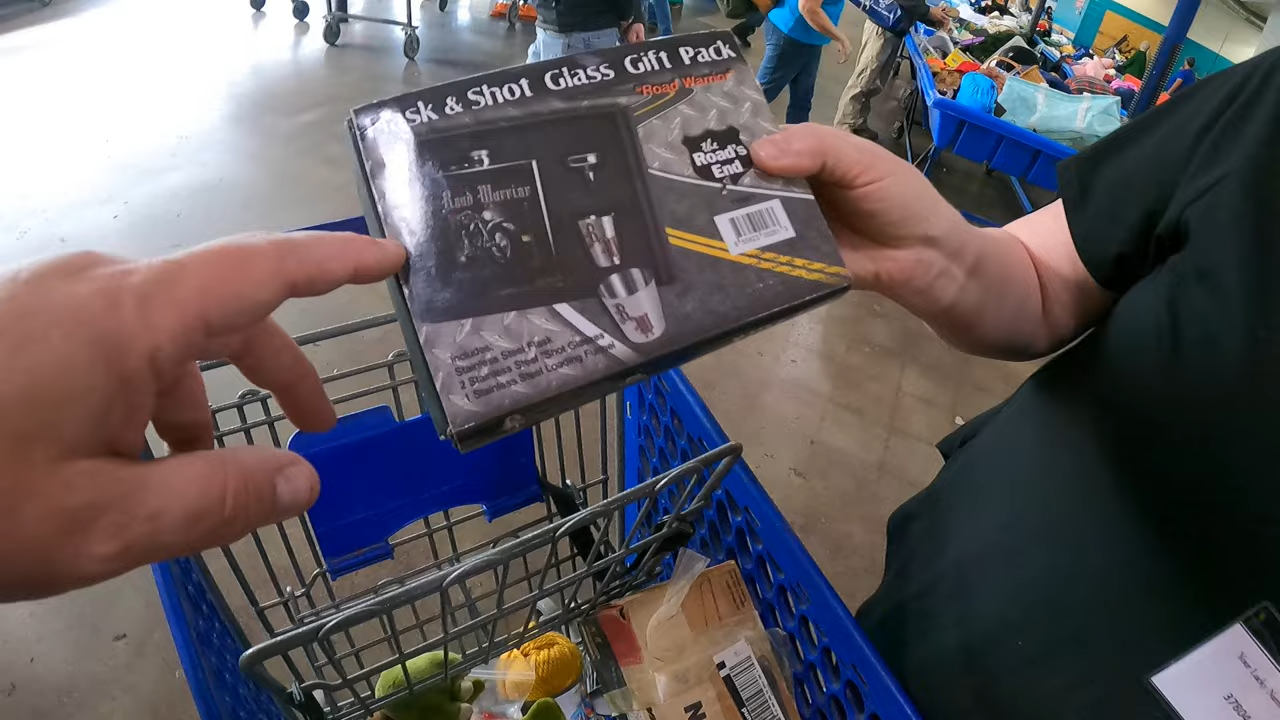 sk & Shot Glass Gift Pack
"Road Warrior
the
Road's
End
Road Warrior
Includes:
Stainless Steel Flask
2 Stainless Steel Shot Glasses
1 Stainless Steel Loading Funnel